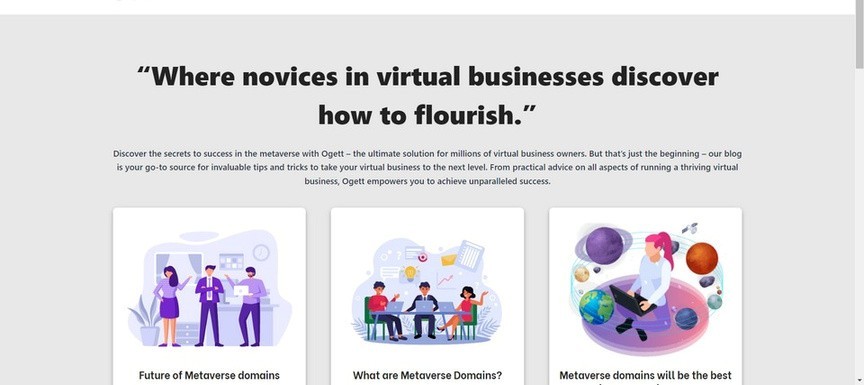 “Where novices in virtual businesses discover
how to flourish.”
Discover the secrets to success in the metaverse with Ogett – the ultimate solution for millions of virtual business owners. But that's just the beginning – our blog
is your go-to source for invaluable tips and tricks to take your virtual business to the next level. From practical advice on all aspects of running a thriving virtual
business, Ogett empowers you to achieve unparalleled success.
Future of Metaverse domains
What are Metaverse Domains?
Metaverse domains will be the best